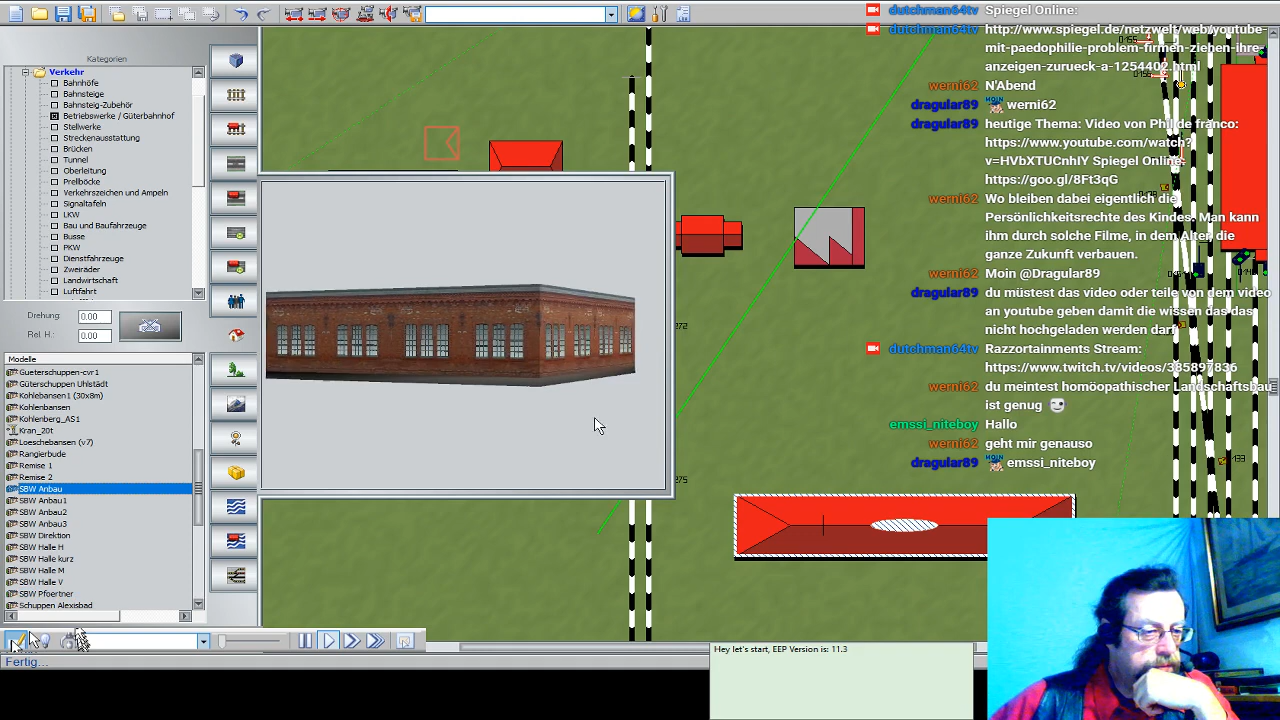 Kategorien
Verkehr
Bahnhöfe
Bahnsteige
Bahnsteig-Zubehör
Betriebswerke / Güterbahnhof
Stellwerke
Streckenausstattung
Brücken
Tunnel
Oberleitung
Prellböcke
Verkehrszeichen und Ampeln
Signaltafeln
LKW
Bau und Baufahrzeuge
Busse
PKW
Dienstfahrzeuge
Zweiräder
Landwirtschaft
Luftfahrt
Drehung:
0.00
Rel. H.:
0.00
Modelle
Gueterschuppen-cvr1
Güterschuppen Uhlstädt
Kohlebansen1 (30x8m)
Kohlenbansen
Kohlenberg_AS1
Kran_20t
Loeschebansen (v7)
Rangierbude
Remise 1
Remise 2
SBW Anbau
SBW Anbau1
SBW Anbau2
SBW Anbau3
SBW Direktion
SBW Halle H
SBW Halle kurz
SBW Halle M
SBW Halle V
SBW Pfoertner
Schuppen Alexisbad
Fertig...
272
275
133
Hey let's start, EEP Version is: 11.3
dutchman64tv Spiegel Online:
dutchman64tv http://www.spiegel.de/netzwelt/web/youtube-
mit-paedophilie-problem-firmen-ziehen-ihre-
anzeigen-zurueck-a-1254402.html
werni62 N'Abend
dragular89 MOIN werni62
dragular89 heutige Thema: Video von Phil de franco:
https://www.youtube.com/watch?
v=HVbXTUCnhIY Spiegel Online:
https://goo.gl/8Ft3qG
werni62 Wo bleiben dabei eigentlich die
Persönlichkeitsrechte des Kindes. Man kann
ihm durch solche Filme, in dem Alter, die
ganze Zukunft verbauen.
werni62 Moin @Dragular89
dragular89 du müstest das video oder teile von dem video
an youtube geben damit die wissen das das
nicht hochgeladen werden darf
dutchman64tv Razzortainments Stream:
https://www.twitch.tv/videos/385897836
werni62 du meintest homöopathischer Landschaftsbau
ist genug
emssi_niteboy Hallo
werni62 geht mir genauso
dragular89 MOIN emssi_niteboy